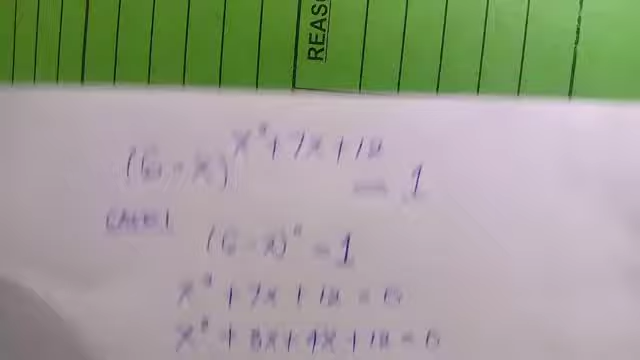 REASO
(6-x)^x²+7x+12 = 1
CASE 1
(6-x)⁰ = 1
x²+7x+12=0
x²+3x+4x+12=0